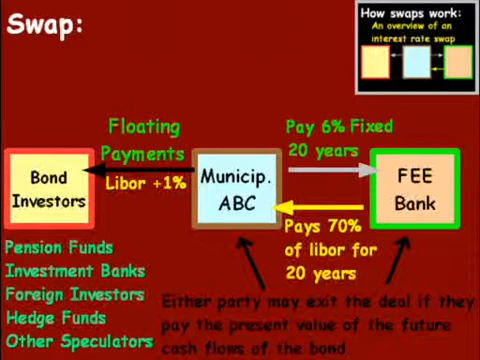 Swap:
How swaps work:
An overview of an
interest rate swap
Floating
Payments
Libor +1%
Pay 6% Fixed
20 years
Bond
Investors
Municip.
ABC
FEE
Bank
Pays 70%
of libor for
20 years
Pension Funds
Investment Banks
Foreign Investors
Hedge Funds
Other Speculators
Either party may exit the deal if they
pay the present value of the future
cash flows of the bond